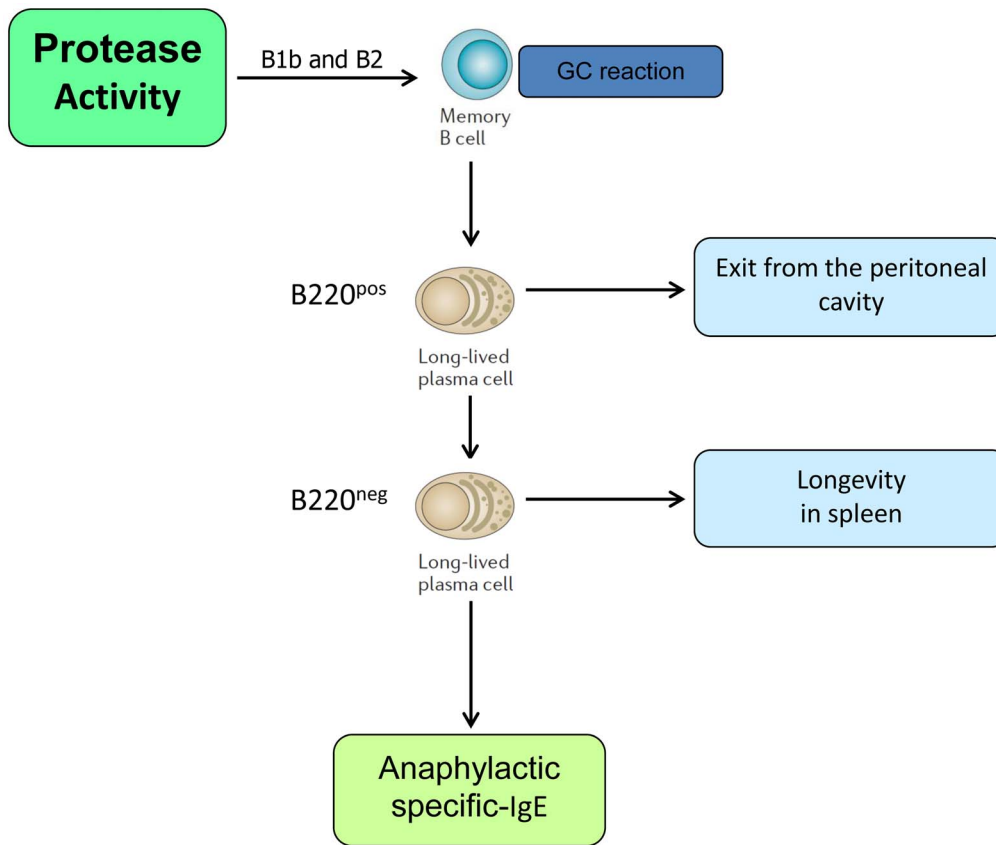 Protease
Activity
B1b and B2
GC reaction
Memory
B cell
B220pos
Exit from the peritoneal
cavity
Long-lived
plasma cell
B220neg
Longevity
in spleen
Long-lived
plasma cell
Anaphylactic
specific-IgE